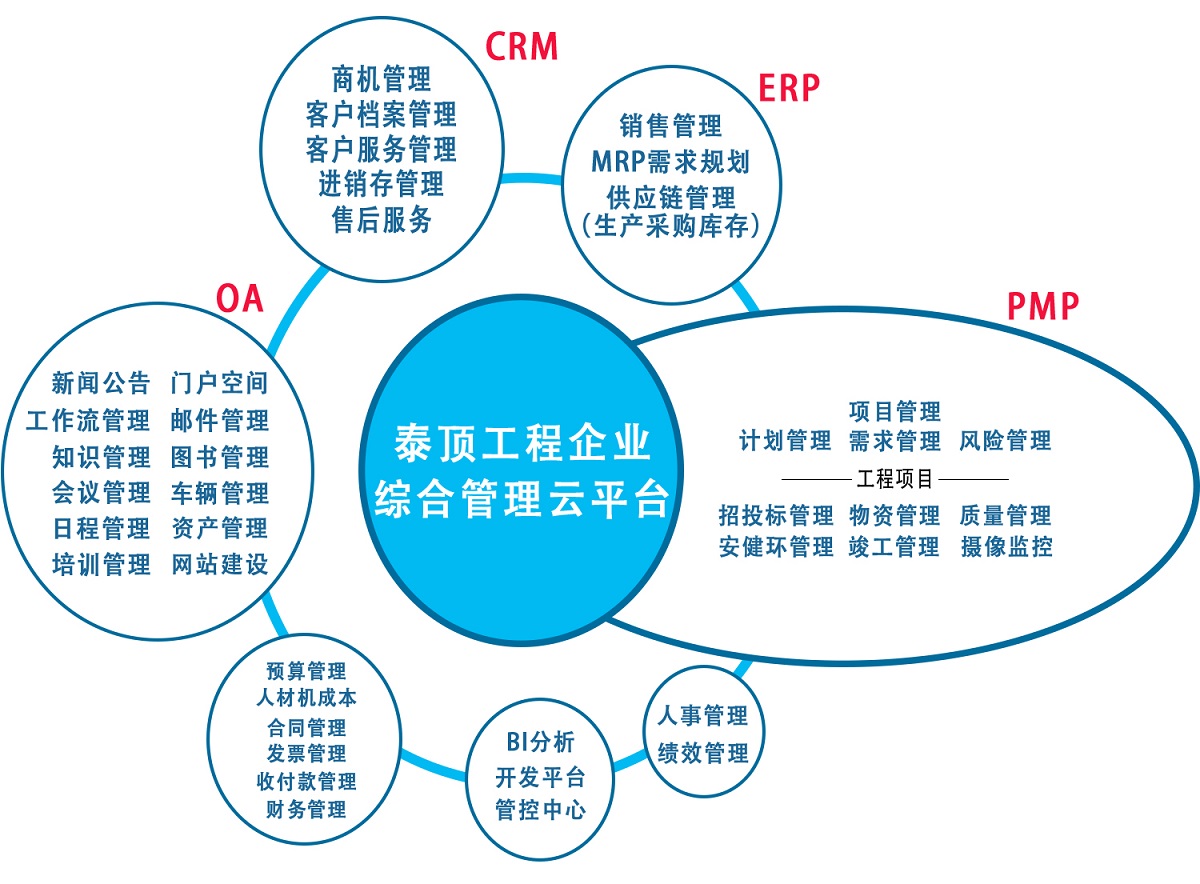 CRM
商机管理
客户档案管理
客户服务管理
进销存管理
售后服务
ERP
销售管理
MRP需求规划
供应链管理
（生产采购库存）
OA
新闻公告 门户空间
工作流管理 邮件管理
知识管理 图书管理
会议管理 车辆管理
日程管理 资产管理
培训管理 网站建设
泰顶工程企业
综合管理云平台
PMP
项目管理
计划管理 需求管理 风险管理
工程项目
招投标管理 物资管理 质量管理
安健环管理 竣工管理 摄像监控
预算管理
人材机成本
合同管理
发票管理
收付款管理
财务管理
BI分析
开发平台
管控中心
人事管理
绩效管理